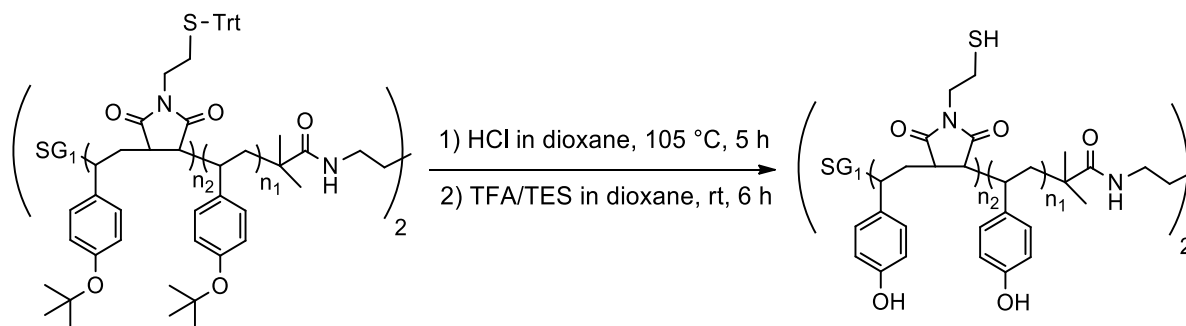 S-Trt
O N O
SG1 n2 n1 O N H 2
O O
1) HCl in dioxane, 105 °C, 5 h
2) TFA/TES in dioxane, rt, 6 h
SH
O N O
SG1 n2 n1 O N H 2
OH OH